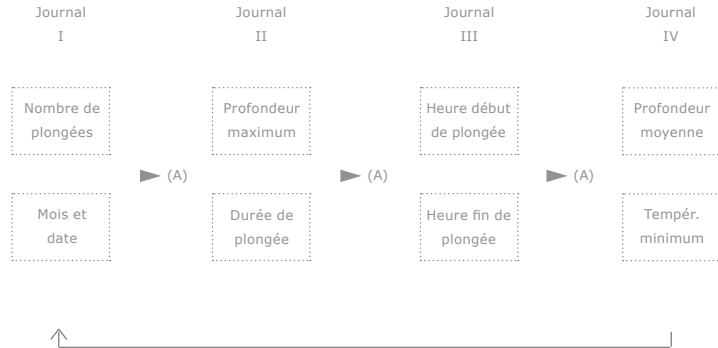 Journal
I
Journal
II
Journal
III
Journal
IV
Nombre de
plongées
Profondeur
maximum
Heure début
de plongée
Profondeur
moyenne
(A)
(A)
(A)
Mois et
date
Durée de
plongée
Heure fin de
plongée
Tempér.
minimum